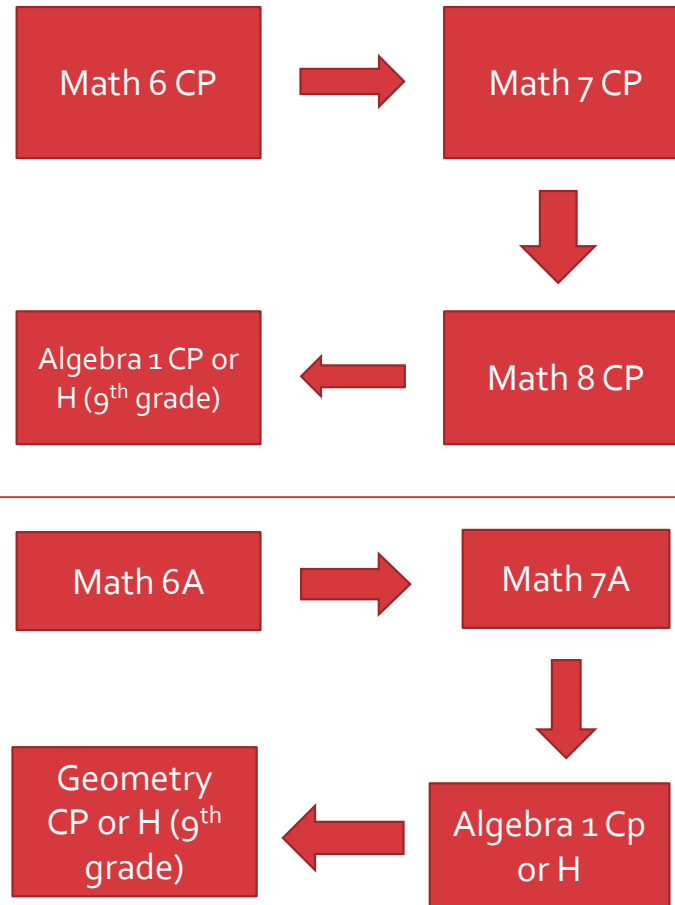 Math 6 CP
Math 7 CP
Algebra 1 CP or
H (9th grade)
Math 8 CP
Math 6A
Math 7A
Geometry
CP or H (9th
grade)
Algebra 1 Cp
or H